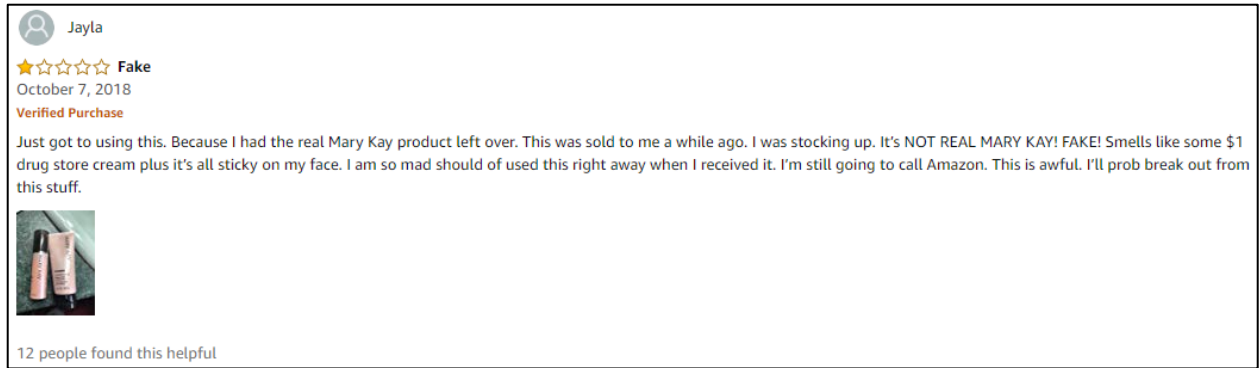 Jayla
Fake
October 7, 2018
Verified Purchase
Just got to using this. Because I had the real Mary Kay product left over. This was sold to me a while ago. I was stocking up. It's NOT REAL MARY KAY! FAKE! Smells like some $1
drug store cream plus it's all sticky on my face. I am so mad should of used this right away when I received it. I'm still going to call Amazon. This is awful. I'll prob break out from
this stuff.
12 people found this helpful